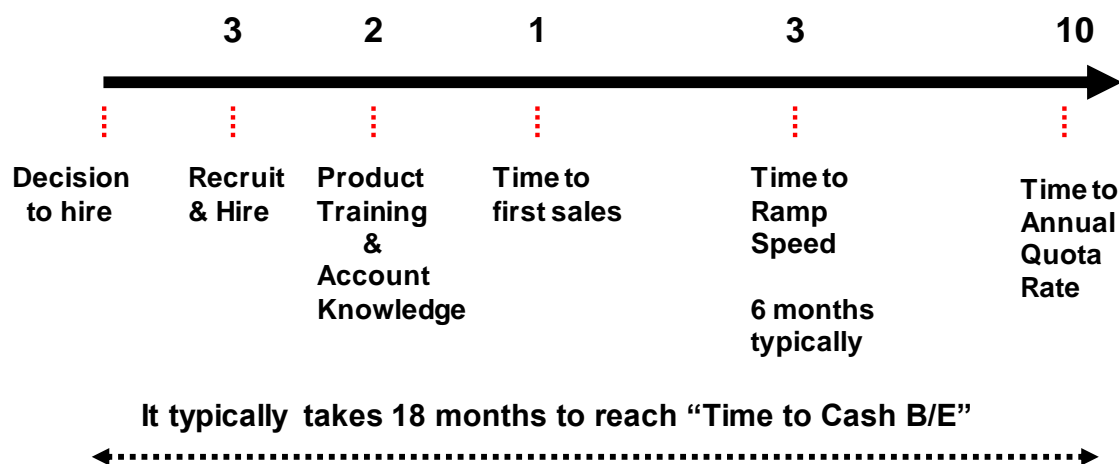 3 2 1 3 10
Decision
to hire
Recruit
& Hire
Product
Training
&
Account
Knowledge
Time to
first sales
Time to
Ramp
Speed
6 months
typically
Time to
Annual
Quota
Rate
It typically takes 18 months to reach “Time to Cash B/E”